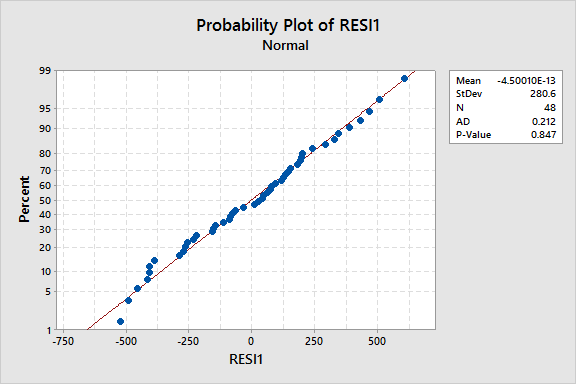 Probability Plot of RESI1
Normal
Mean -4.50010E-13
StDev 280.6
N 48
AD 0.212
P-Value 0.847
Percent
99
95
90
80
70
60
50
40
30
20
10
5
1
-750 -500 -250 0 250 500
RESI1